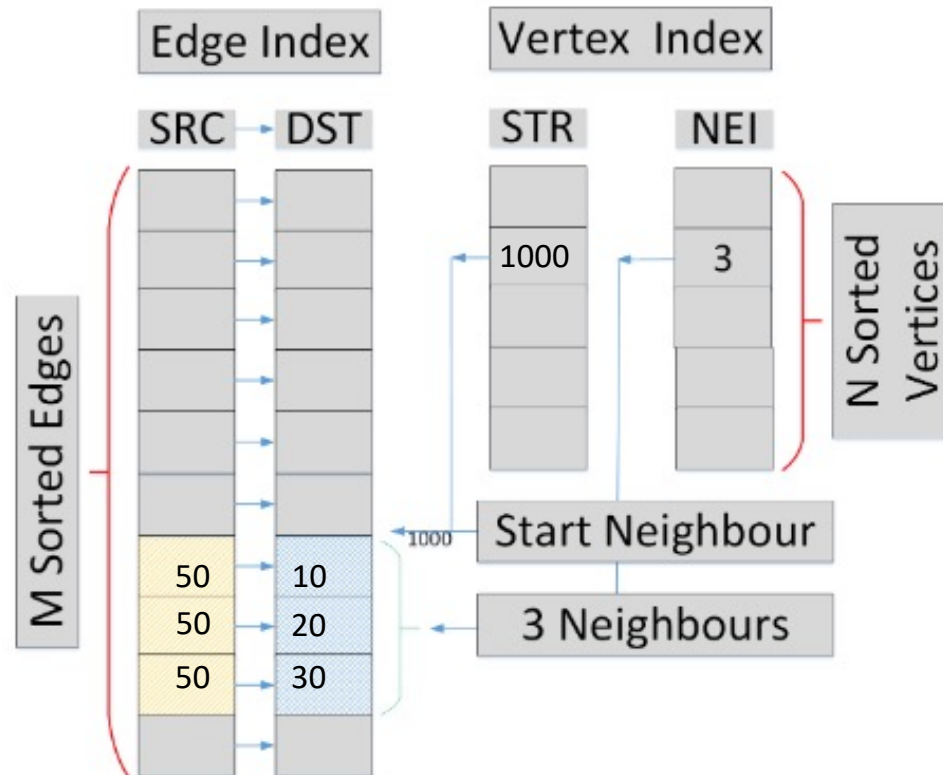 Edge Index
Vertex Index
SRC
DST
STR
NEI
1000
3
N Sorted
Vertices
M Sorted Edges
1000
Start Neighbour
50
10
50
20
3 Neighbours
50
30